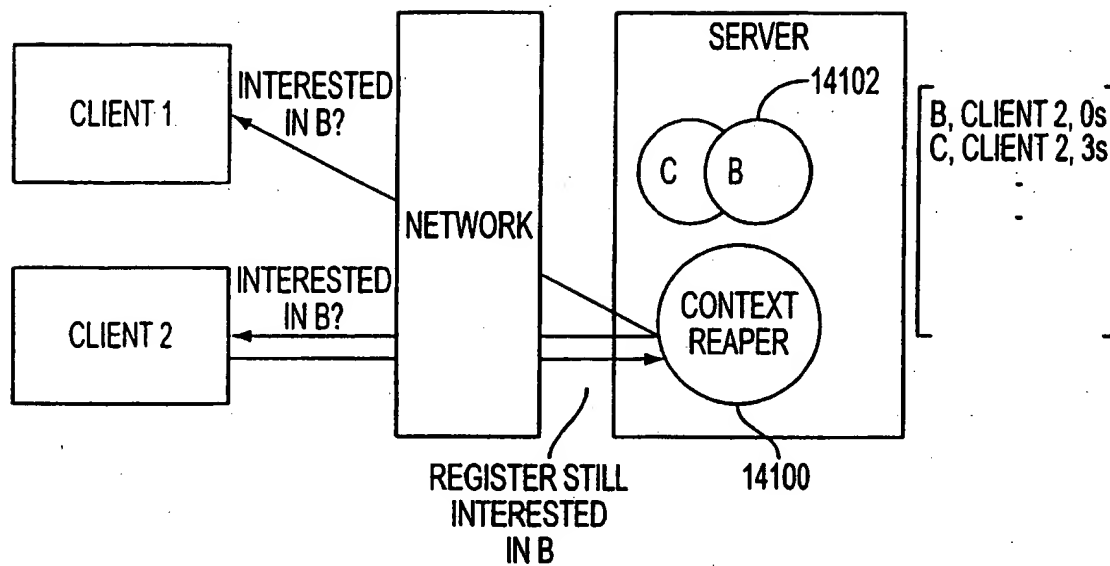 CLIENT 1
INTERESTED
IN B?
CLIENT 2
INTERESTED
IN B?
NETWORK
REGISTER STILL
INTERESTED
IN B
SERVER
14102
C
B
CONTEXT
REAPER
14100
B, CLIENT 2, 0s
C, CLIENT 2, 3s
-
-